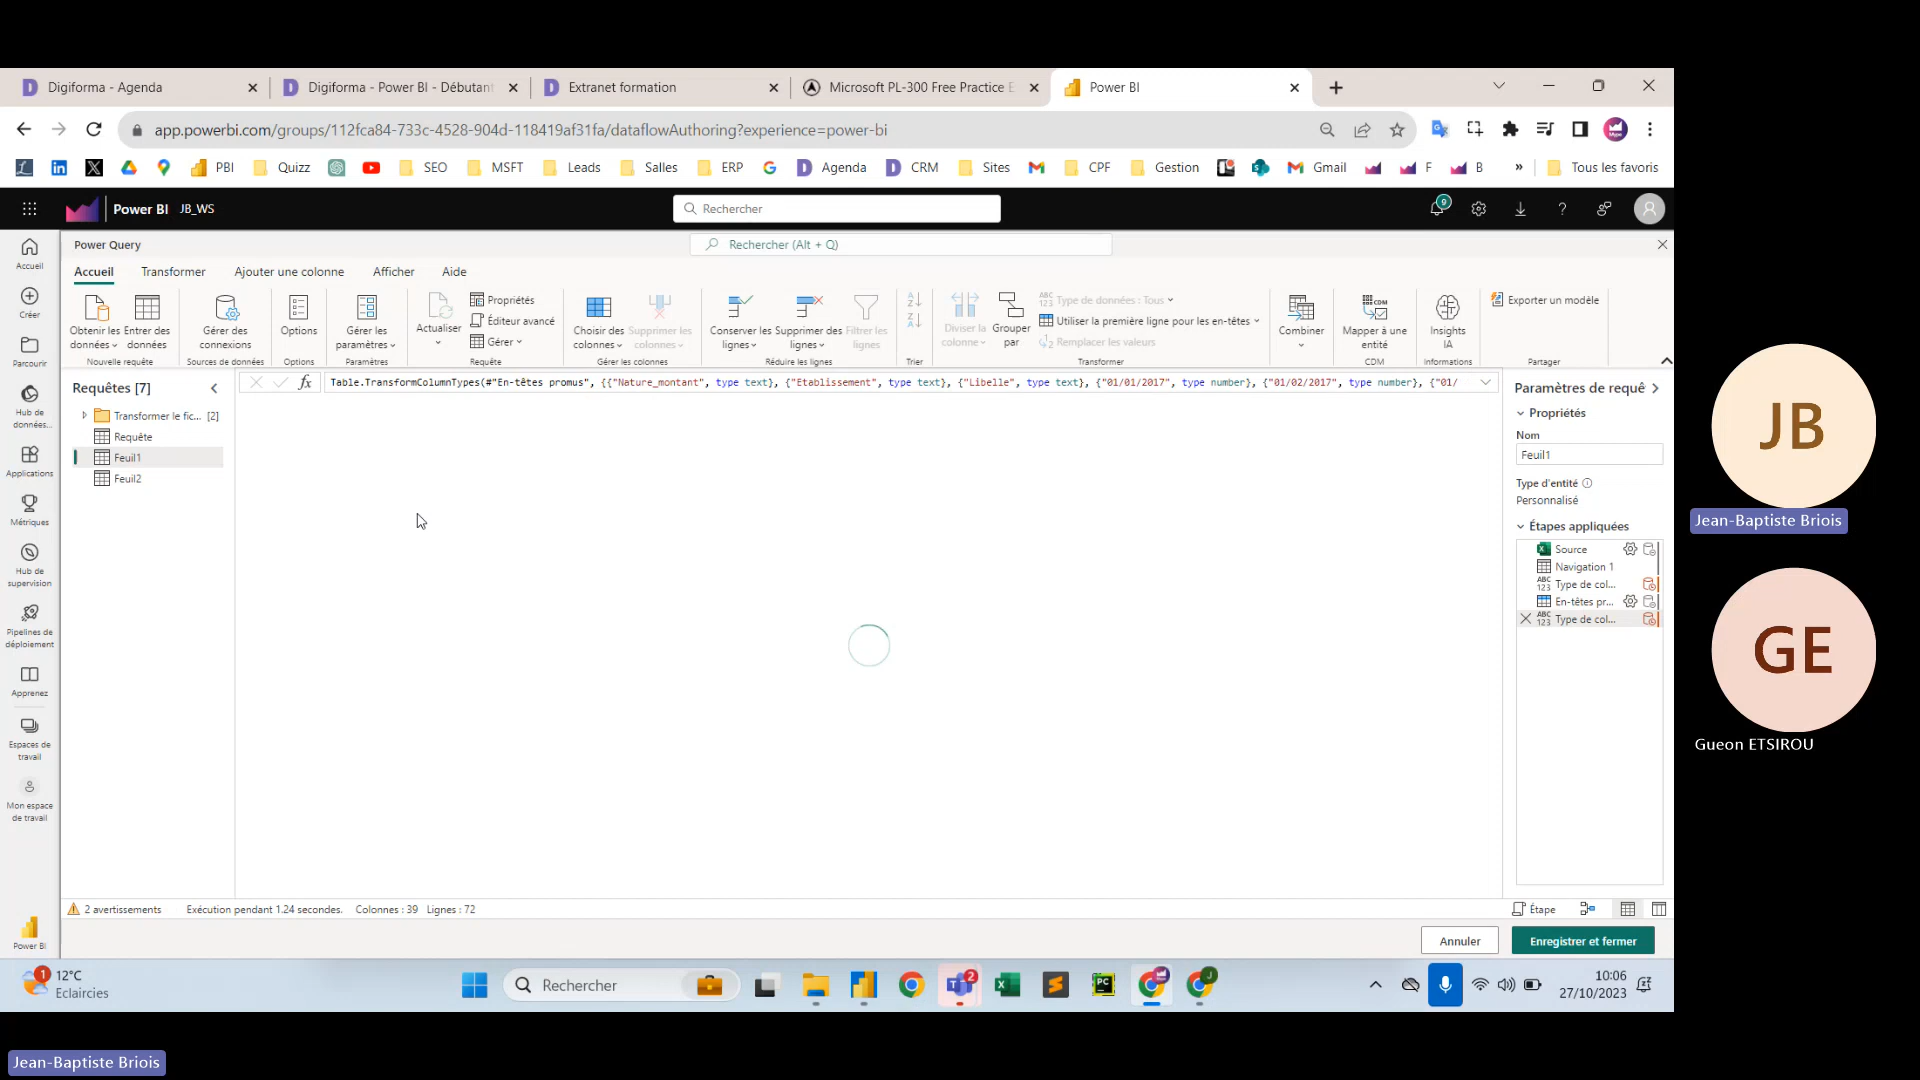 Digiforma - Agenda
Digiforma - Power BI - Débutant
Extranet formation
Microsoft PL-300 Free Practice E
Power BI
app.powerbi.com/groups/112fca84-733c-4528-904d-118419af31fa/dataflowAuthoring?experience=power-bi
PBI Quizz SEO MSFT Leads Salles ERP Agenda CRM Sites CPF Gestion Gmail F B » Tous les favoris
Power BI JB_WS
Rechercher
9
Power Query
Rechercher (Alt + Q)
Accueil Transformer Ajouter une colonne Afficher Aide
Obtenir les données
Entrer des données
Nouvelle requête
Gérer des connexions
Sources de données
Options
Options
Gérer les paramètres
Paramètres
Actualiser
Propriétés
Éditeur avancé
Gérer
Requête
Choisir des colonnes
Supprimer les colonnes
Gérer les colonnes
Conserver les lignes
Supprimer des lignes
Filtrer les lignes
Réduire les lignes
Trier
Diviser la colonne
Grouper par
Type de données : Tous
Utiliser la première ligne pour les en-têtes
Remplacer les valeurs
Transformer
Combiner
Mapper à une entité
CDM
Insights IA
Informations
Exporter un modèle
Partager
Accueil
Créer
Parcourir
Hub de données...
Applications
Métriques
Hub de supervision
Pipelines de déploiement
Apprenez
Espaces de travail
Mon espace de travail
Power BI
Requêtes [7]
Transformer le fic... [2]
Requête
Feuil1
Feuil2
fx Table.TransformColumnTypes(#"En-têtes promus", {{"Nature_montant", type text}, {"Etablissement", type text}, {"Libelle", type text}, {"01/01/2017", type number}, {"01/02/2017", type number}, {"01/
Paramètres de requê
Propriétés
Nom
Feuil1
Type d'entité
Personnalisé
Étapes appliquées
Source
Navigation 1
Type de col...
En-têtes pr...
Type de col...
2 avertissements Exécution pendant 1.24 secondes. Colonnes : 39 Lignes : 72
Étape
Annuler
Enregistrer et fermer
1
12°C
Eclaircies
Rechercher
2
10:06
27/10/2023
JB
Jean-Baptiste Briois
GE
Gueon ETSIROU
Jean-Baptiste Briois